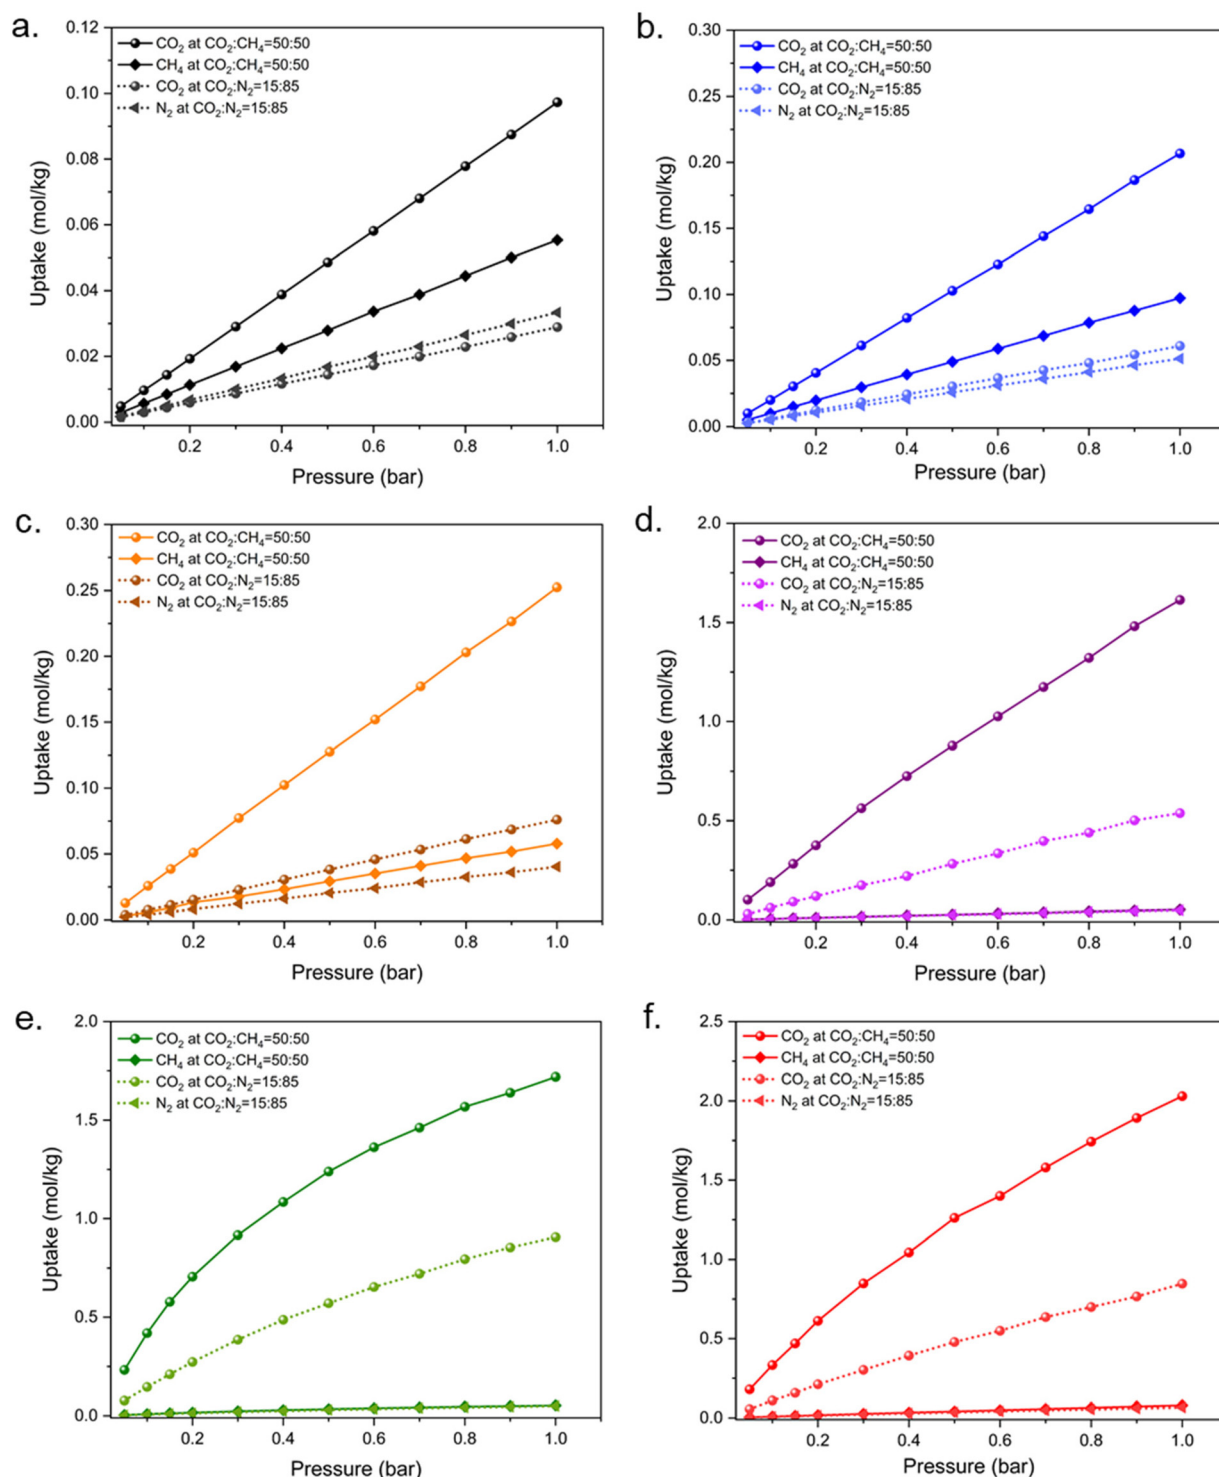 a.
0.12
0.10
0.08
0.06
0.04
0.02
0.00
Uptake (mol/kg)
CO₂ at CO₂:CH₄=50:50
CH₄ at CO₂:CH₄=50:50
CO₂ at CO₂:N₂=15:85
N₂ at CO₂:N₂=15:85
0.2 0.4 0.6 0.8 1.0
Pressure (bar)
b.
0.30
0.25
0.20
0.15
0.10
0.05
0.00
Uptake (mol/kg)
CO₂ at CO₂:CH₄=50:50
CH₄ at CO₂:CH₄=50:50
CO₂ at CO₂:N₂=15:85
N₂ at CO₂:N₂=15:85
0.2 0.4 0.6 0.8 1.0
Pressure (bar)
c.
0.30
0.25
0.20
0.15
0.10
0.05
0.00
Uptake (mol/kg)
CO₂ at CO₂:CH₄=50:50
CH₄ at CO₂:CH₄=50:50
CO₂ at CO₂:N₂=15:85
N₂ at CO₂:N₂=15:85
0.2 0.4 0.6 0.8 1.0
Pressure (bar)
d.
2.0
1.5
1.0
0.5
0.0
Uptake (mol/kg)
CO₂ at CO₂:CH₄=50:50
CH₄ at CO₂:CH₄=50:50
CO₂ at CO₂:N₂=15:85
N₂ at CO₂:N₂=15:85
0.2 0.4 0.6 0.8 1.0
Pressure (bar)
e.
2.0
1.5
1.0
0.5
0.0
Uptake (mol/kg)
CO₂ at CO₂:CH₄=50:50
CH₄ at CO₂:CH₄=50:50
CO₂ at CO₂:N₂=15:85
N₂ at CO₂:N₂=15:85
0.2 0.4 0.6 0.8 1.0
Pressure (bar)
f.
2.5
2.0
1.5
1.0
0.5
0.0
Uptake (mol/kg)
CO₂ at CO₂:CH₄=50:50
CH₄ at CO₂:CH₄=50:50
CO₂ at CO₂:N₂=15:85
N₂ at CO₂:N₂=15:85
0.2 0.4 0.6 0.8 1.0
Pressure (bar)